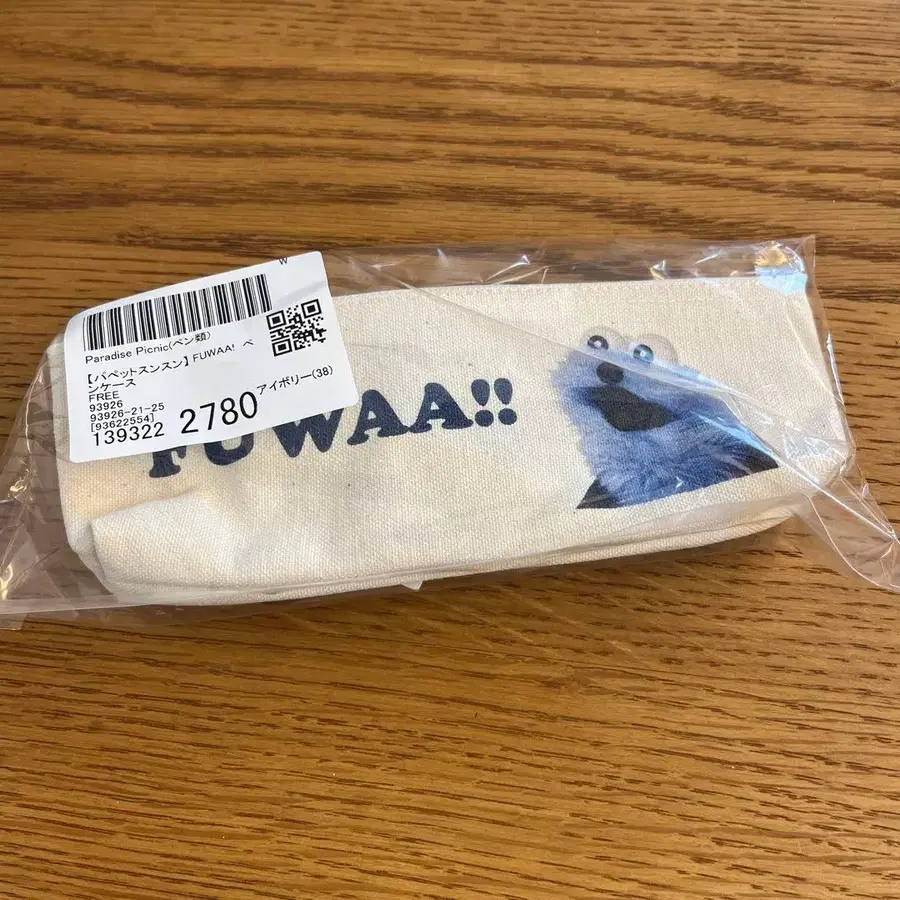 W
Paradise Picnic(ペン類)
【パペットスンスン】FUWAA! ペ
ンケース
FREE
93926
93926-21-25
[93622554]
アイボリー(38)
139322 2780
FUWAA!!